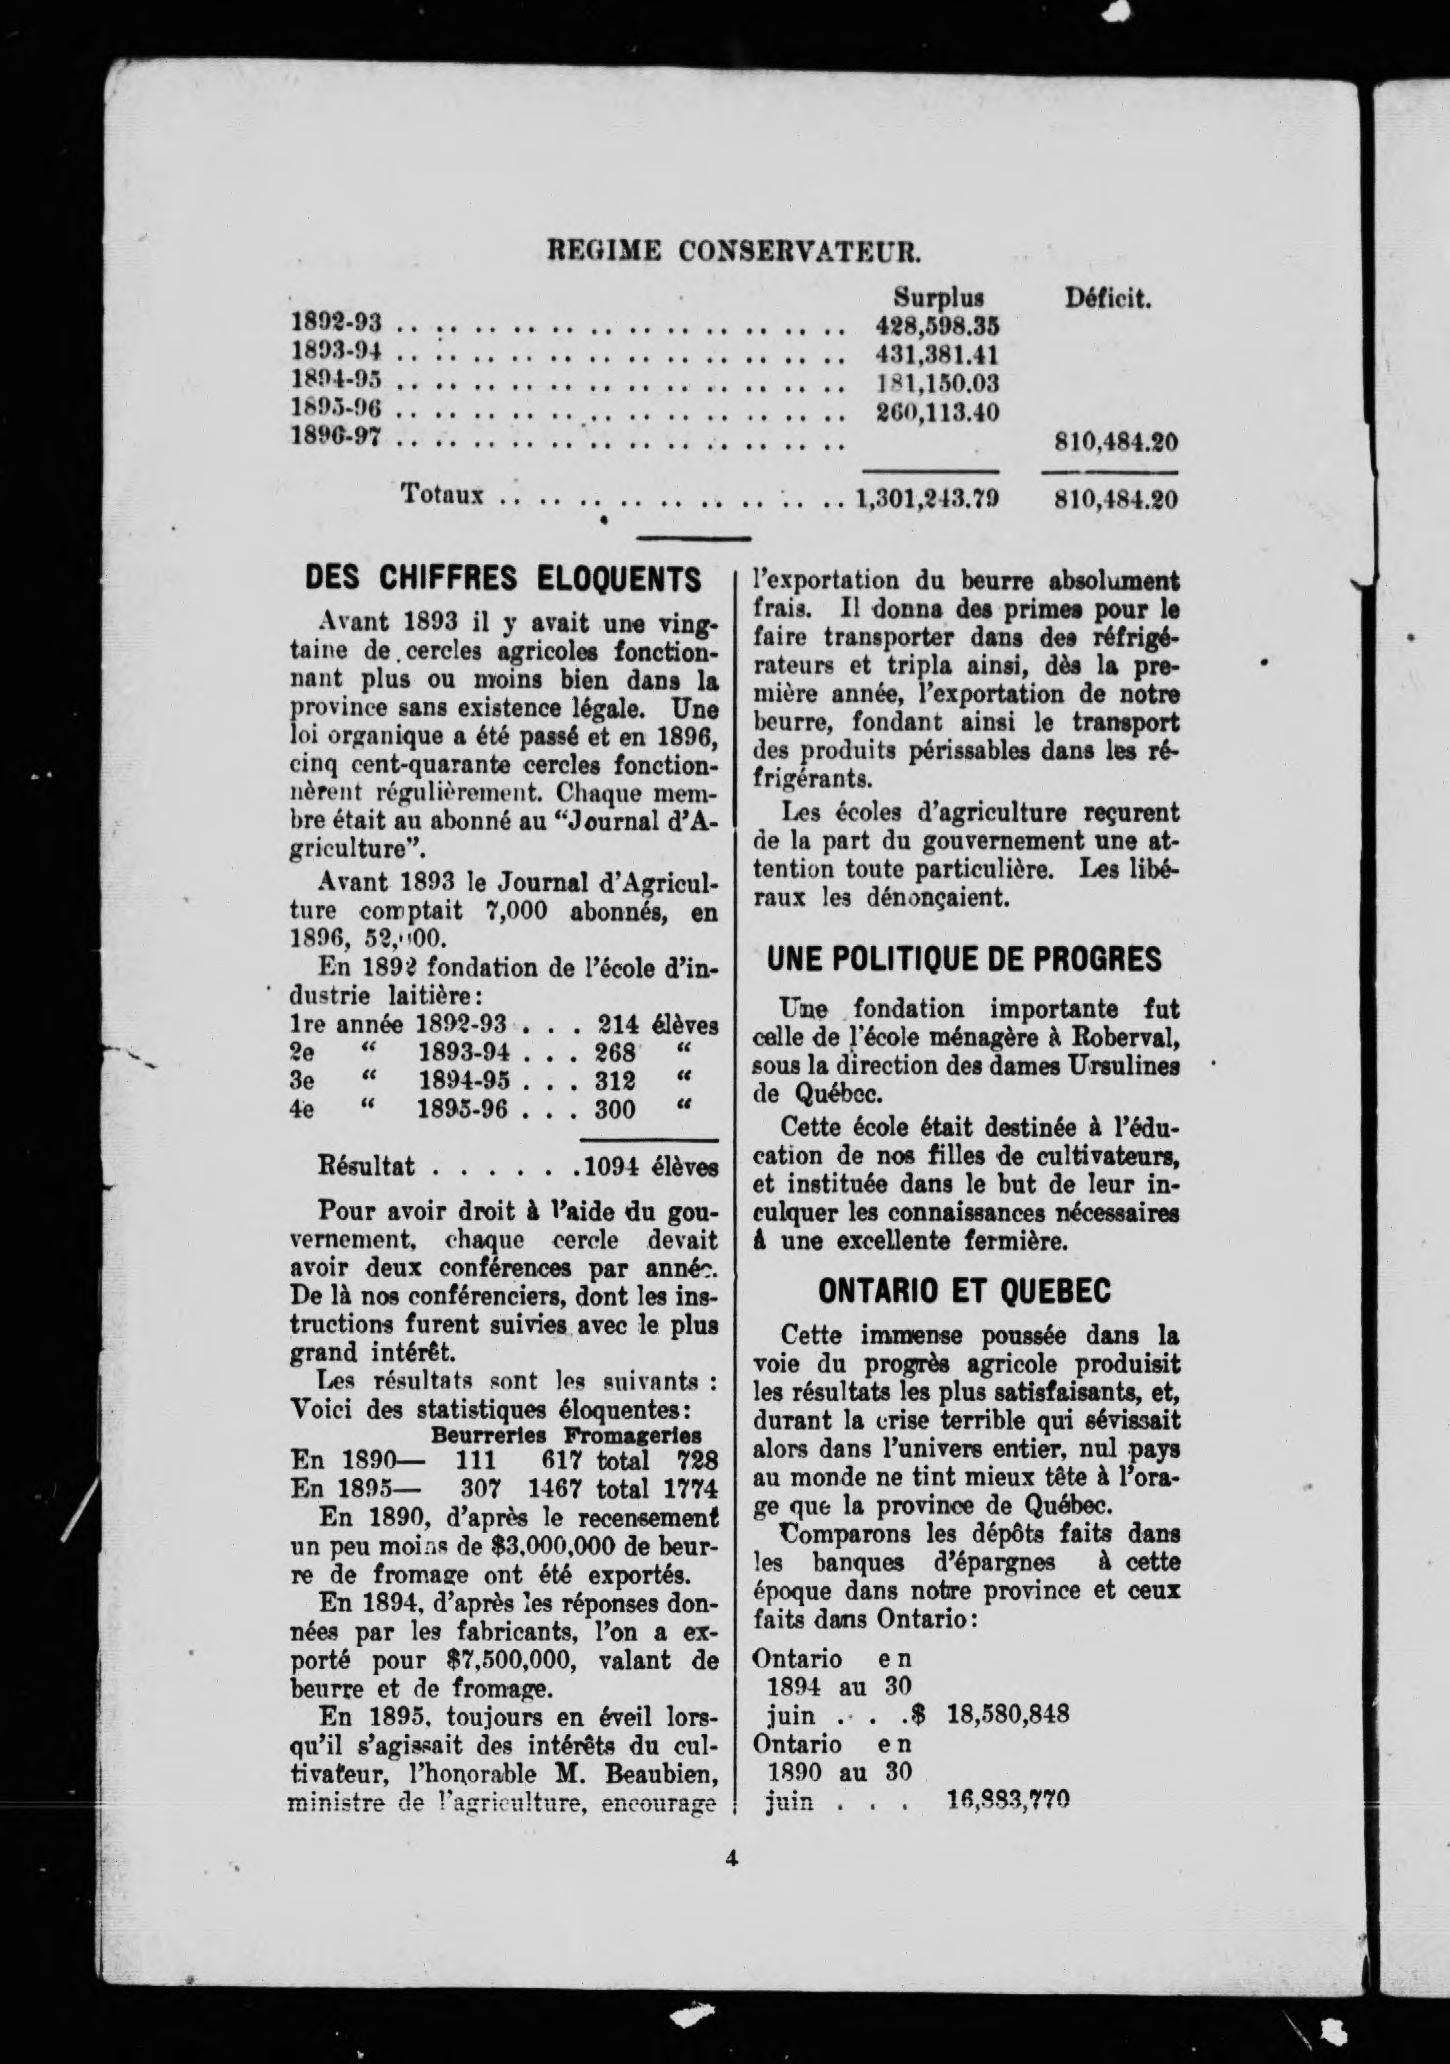 REGIME CONSERVATEUR.
Surplus Déficit.
1892-93 .. .. .. .. .. .. .. .. .. .. .. .. 428,598.35
1893-94 .. .. .. .. .. .. .. .. .. .. .. .. 431,381.41
1894-95 .. .. .. .. .. .. .. .. .. .. .. .. 181,150.03
1895-96 .. .. .. .. .. .. .. .. .. .. .. .. 260,113.40
1896-97 .. .. .. .. .. .. .. .. .. .. .. .. 810,484.20
Totaux .. .. .. .. .. .. .. .. .. 1,301,243.79 810,484.20
DES CHIFFRES ELOQUENTS
Avant 1893 il y avait une ving-
taine de cercles agricoles fonction-
nant plus ou moins bien dans la
province sans existence légale. Une
loi organique a été passé et en 1896,
cinq cent-quarante cercles fonction-
nèrent régulièrement. Chaque mem-
bre était au abonné au “Journal d’A-
griculture”.
Avant 1893 le Journal d’Agricul-
ture comptait 7,000 abonnés, en
1896, 52,000.
En 1892 fondation de l’école d’in-
dustrie laitière:
1re année 1892-93 . . . 214 élèves
2e “ 1893-94 . . . 268 “
3e “ 1894-95 . . . 312 “
4e “ 1895-96 . . . 300 “
Résultat . . . . . . .1094 élèves
Pour avoir droit à l’aide du gou-
vernement, chaque cercle devait
avoir deux conférences par année.
De là nos conférenciers, dont les ins-
tructions furent suivies avec le plus
grand intérêt.
Les résultats sont les suivants :
Voici des statistiques éloquentes:
Beurreries Fromageries
En 1890— 111 617 total 728
En 1895— 307 1467 total 1774
En 1890, d’après le recensement
un peu moins de $3,000,000 de beur-
re de fromage ont été exportés.
En 1894, d’après les réponses don-
nées par les fabricants, l’on a ex-
porté pour $7,500,000, valant de
beurre et de fromage.
En 1895, toujours en éveil lors-
qu’il s’agissait des intérêts du cul-
tivateur, l’honorable M. Beaubien,
ministre de l’agriculture, encourage
l’exportation du beurre absolument
frais. Il donna des primes pour le
faire transporter dans des réfrigé-
rateurs et tripla ainsi, dès la pre-
mière année, l’exportation de notre
beurre, fondant ainsi le transport
des produits périssables dans les ré-
frigérants.
Les écoles d’agriculture reçurent
de la part du gouvernement une at-
tention toute particulière. Les libé-
raux les dénonçaient.
UNE POLITIQUE DE PROGRES
Une fondation importante fut
celle de l’école ménagère à Roberval,
sous la direction des dames Ursulines
de Québec.
Cette école était destinée à l’édu-
cation de nos filles de cultivateurs,
et instituée dans le but de leur in-
culquer les connaissances nécessaires
à une excellente fermière.
ONTARIO ET QUEBEC
Cette immense poussée dans la
voie du progrès agricole produisit
les résultats les plus satisfaisants, et,
durant la crise terrible qui sévissait
alors dans l’univers entier, nul pays
au monde ne tint mieux tête à l’ora-
ge que la province de Québec.
Comparons les dépôts faits dans
les banques d’épargnes à cette
époque dans notre province et ceux
faits dans Ontario:
Ontario en
1894 au 30
juin . . .$ 18,580,848
Ontario en
1890 au 30
juin . . . 16,883,770
4